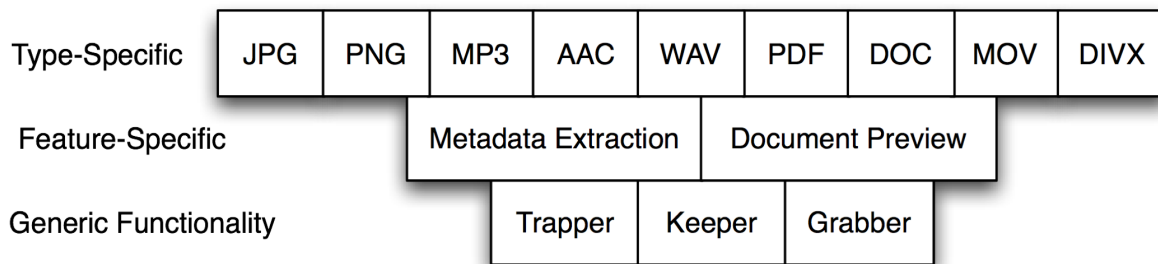 Type-Specific JPG PNG MP3 AAC WAV PDF DOC MOV DIVX
Feature-Specific Metadata Extraction Document Preview
Generic Functionality Trapper Keeper Grabber